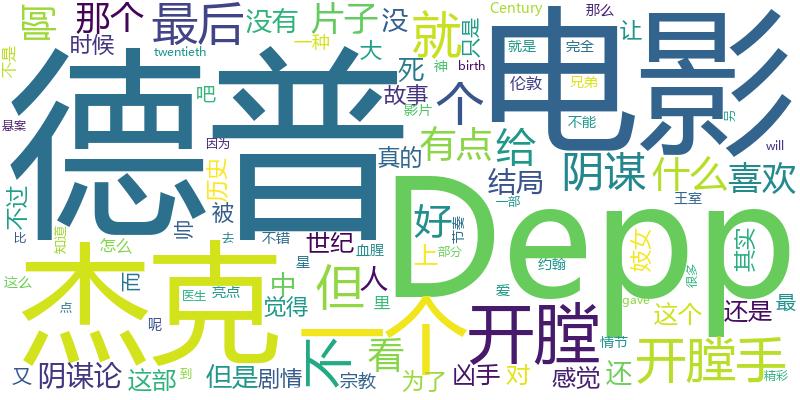 啊
那个
最后
没有
片子
没
就
Century
那么
电影
时候
twentieth
一种
大
只是
就是
完全
让
不是
德普
吧
死
神
birth
故事
个
伦敦
兄弟
影片
悬案
因为
真的
有点
给
不能
另
will
历史
结局
阴谋
什么
喜欢
不过
帅
被
Depp
好
节奏
一部
王室
比
知道
怎么
去
不错
世纪
血腥
上
部分
妓女
其实
杰克
而
星
但
人
约翰
很多
这么
医生
亮点
中
觉得
里
爱
gave
这个
还是
最
点
呢
一个
开膛
不
看
情节
开膛手
又
阴谋论
这部
到
但是
剧情
宗教
为了
凶手
对
感觉
还
精彩